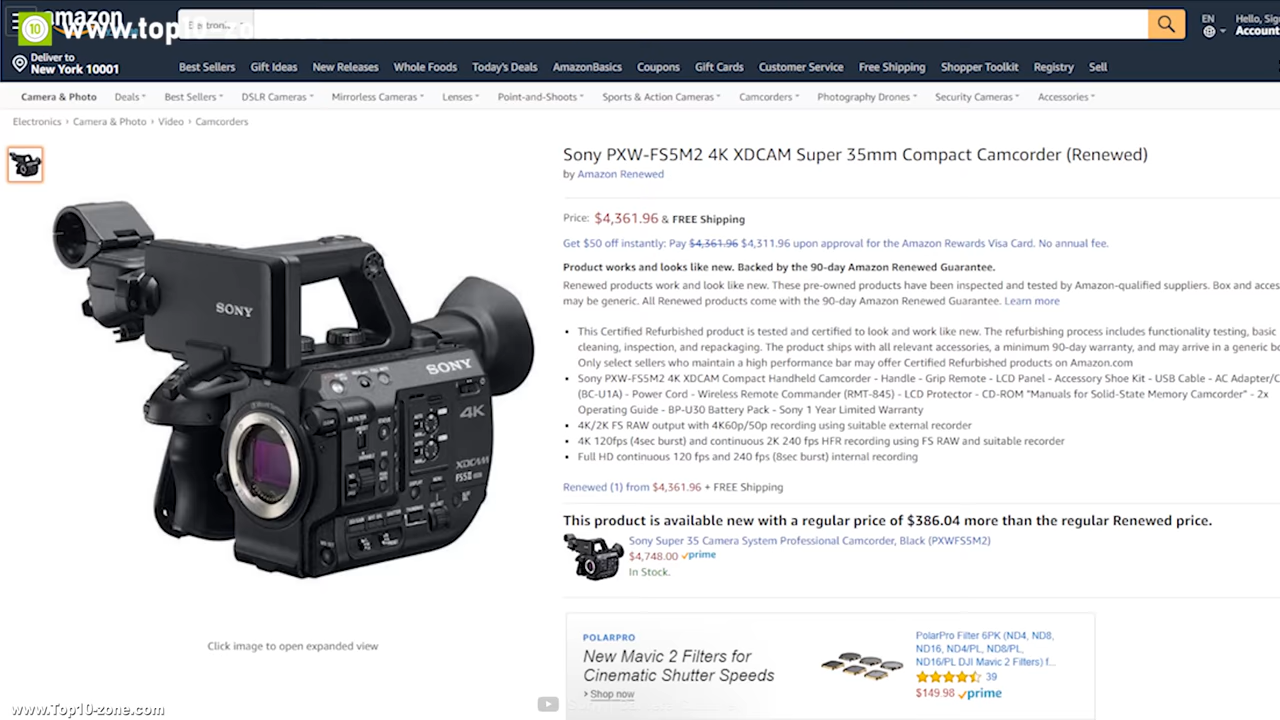 amazon
10
www.top10-zone
EN
Hello, Sig
Account
Deliver to
New York 10001
Best Sellers
Gift Ideas
New Releases
Whole Foods
Today's Deals
AmazonBasics
Coupons
Gift Cards
Customer Service
Free Shipping
Shopper Toolkit
Registry
Sell
Camera & Photo
Deals
Best Sellers
DSLR Cameras
Mirrorless Cameras
Lenses
Point-and-Shoots
Sports & Action Cameras
Camcorders
Photography Drones
Security Cameras
Accessories
Electronics › Camera & Photo › Video › Camcorders
Sony PXW-FS5M2 4K XDCAM Super 35mm Compact Camcorder (Renewed)
by Amazon Renewed
Price: $4,361.96 & FREE Shipping
Get $50 off instantly: Pay $4,361.96 $4,311.96 upon approval for the Amazon Rewards Visa Card. No annual fee.
Product works and looks like new. Backed by the 90-day Amazon Renewed Guarantee.
Renewed products work and look like new. These pre-owned products have been inspected and tested by Amazon-qualified suppliers. Box and access
may be generic. All Renewed products come with the 90-day Amazon Renewed Guarantee. Learn more
• This Certified Refurbished product is tested and certified to look and work like new. The refurbishing process includes functionality testing, basic
cleaning, inspection, and repackaging. The product ships with all relevant accessories, a minimum 90-day warranty, and may arrive in a generic bo
Only select sellers who maintain a high performance bar may offer Certified Refurbished products on Amazon.com
• Sony PXW-FS5M2 4K XDCAM Compact Handheld Camcorder - Handle - Grip Remote - LCD Panel - Accessory Shoe Kit - USB Cable - AC Adapter/C
(BC-U1A) - Power Cord - Wireless Remote Commander (RMT-845) - LCD Protector - CD-ROM "Manuals for Solid-State Memory Camcorder" - 2x
Operating Guide - BP-U30 Battery Pack - Sony 1 Year Limited Warranty
• 4K/2K FS RAW output with 4K60p/50p recording using suitable external recorder
• 4K 120fps (4sec burst) and continuous 2K 240 fps HFR recording using FS RAW and suitable recorder
• Full HD continuous 120 fps and 240 fps (8sec burst) internal recording
Renewed (1) from $4,361.96 + FREE Shipping
This product is available new with a regular price of $386.04 more than the regular Renewed price.
Sony Super 35 Camera System Professional Camcorder, Black (PXWFS5M2)
$4,748.00 prime
In Stock.
SONY
SONY
4K
XDCAM
FS5II
Click image to open expanded view
POLARPRO
New Mavic 2 Filters for
Cinematic Shutter Speeds
› Shop now
PolarPro Filter 6PK (ND4, ND8,
ND16, ND4/PL, ND8/PL,
ND16/PL DJI Mavic 2 Filters) f...
39
$149.98 prime
www.Top10-zone.com